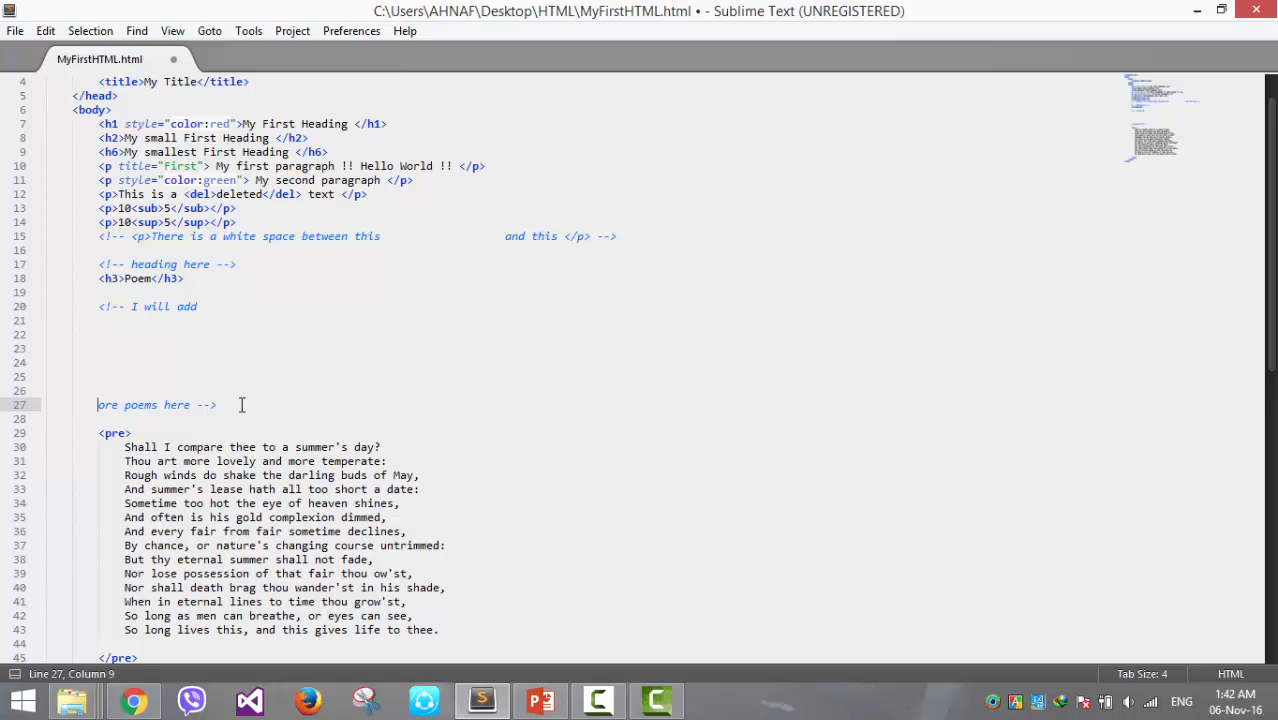 C:\Users\AHNAF\Desktop\HTML\MyFirstHTML.html • - Sublime Text (UNREGISTERED)
File Edit Selection Find View Goto Tools Project Preferences Help
MyFirstHTML.html
4 <title>My Title</title>
5 </head>
6 <body>
7 <h1 style="color:red">My First Heading </h1>
8 <h2>My small First Heading </h2>
9 <h6>My smallest First Heading </h6>
10 <p title="First"> My first paragraph !! Hello World !! </p>
11 <p style="color:green"> My second paragraph </p>
12 <p>This is a <del>deleted</del> text </p>
13 <p>10<sub>5</sub></p>
14 <p>10<sup>5</sup></p>
15 <!-- <p>There is a white space between this and this </p> -->
16
17 <!-- heading here -->
18 <h3>Poem</h3>
19
20 <!-- I will add
21
22
23
24
25
26
27 ore poems here -->
28
29 <pre>
30 Shall I compare thee to a summer's day?
31 Thou art more lovely and more temperate:
32 Rough winds do shake the darling buds of May,
33 And summer's lease hath all too short a date:
34 Sometime too hot the eye of heaven shines,
35 And often is his gold complexion dimmed,
36 And every fair from fair sometime declines,
37 By chance, or nature's changing course untrimmed:
38 But thy eternal summer shall not fade,
39 Nor lose possession of that fair thou ow'st,
40 Nor shall death brag thou wander'st in his shade,
41 When in eternal lines to time thou grow'st,
42 So long as men can breathe, or eyes can see,
43 So long lives this, and this gives life to thee.
44
45 </pre>
Line 27, Column 9 Tab Size: 4 HTML
ENG 1:42 AM
06-Nov-16